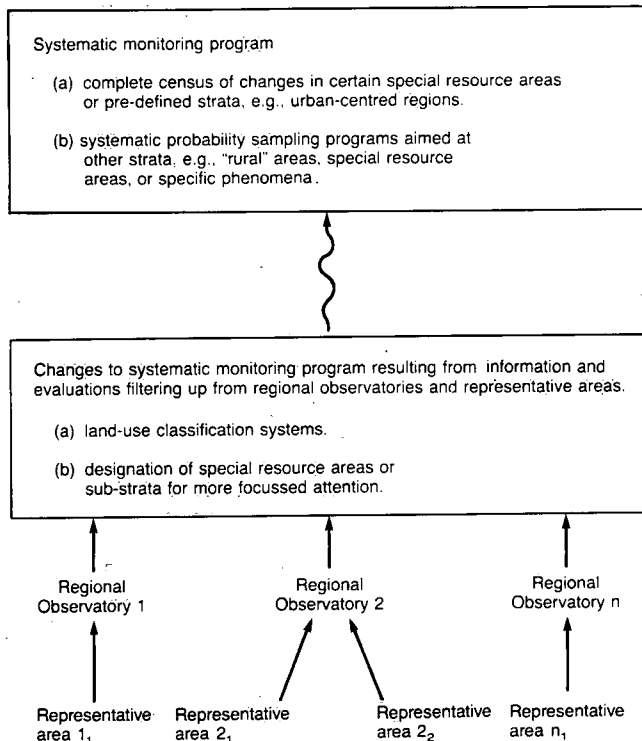 Systematic monitoring program
(a) complete census of changes in certain special resource areas
or pre-defined strata, e.g., urban-centred regions.
(b) systematic probability sampling programs aimed at
other strata, e.g., "rural" areas, special resource
areas, or specific phenomena.
Changes to systematic monitoring program resulting from information and
evaluations filtering up from regional observatories and representative areas.
(a) land-use classification systems.
(b) designation of special resource areas or
sub-strata for more focussed attention.
Regional
Observatory 1
Regional
Observatory 2
Regional
Observatory n
Representative
area 1₁
Representative
area 2₁
Representative
area 2₂
Representative
area n₁